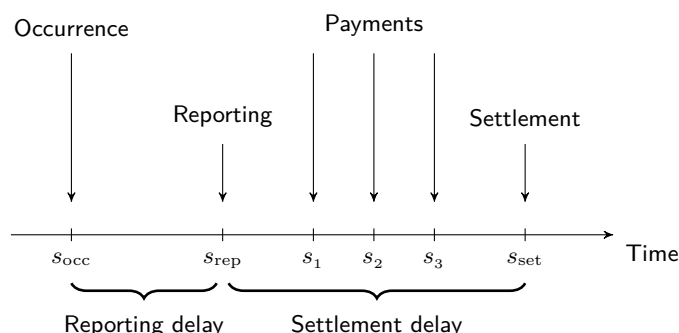 Occurrence
Payments
Reporting
Settlement
s_occ s_rep s_1 s_2 s_3 s_set
Time
Reporting delay Settlement delay